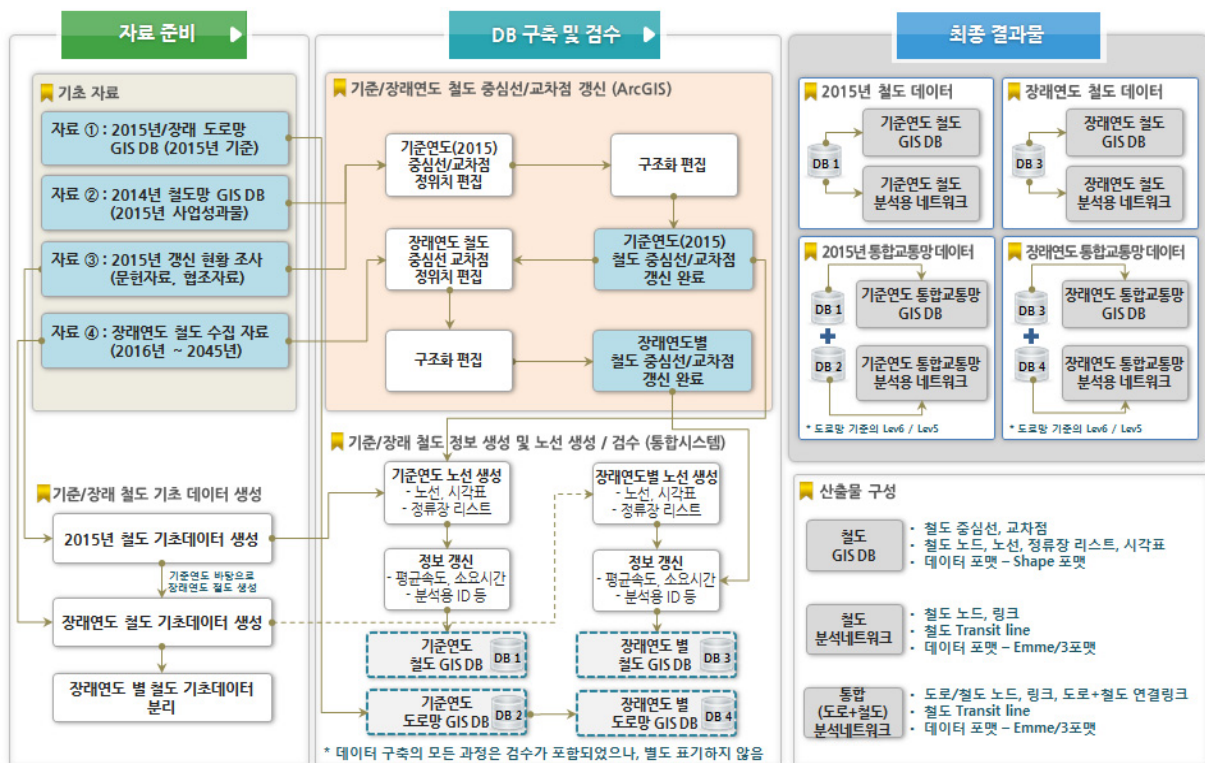 자료 준비
기초 자료
자료 ① : 2015년/장래 도로망
GIS DB (2015년 기준)
자료 ② : 2014년 철도망 GIS DB
(2015년 사업성과물)
자료 ③ : 2015년 갱신 현황 조사
(문헌자료, 협조자료)
자료 ④ : 장래연도 철도 수집 자료
(2016년 ~ 2045년)
기준/장래 철도 기초 데이터 생성
2015년 철도 기초데이터 생성
기준연도 바탕으로
장래연도 철도 생성
장래연도 철도 기초데이터 생성
장래연도 별 철도 기초데이터
분리
DB 구축 및 검수
기준/장래연도 철도 중심선/교차점 갱신 (ArcGIS)
기준연도(2015)
중심선/교차점
정위치 편집
구조화 편집
장래연도 철도
중심선 교차점
정위치 편집
기준연도(2015)
철도 중심선/교차점
갱신 완료
구조화 편집
장래연도별
철도 중심선/교차점
갱신 완료
기준/장래 철도 정보 생성 및 노선 생성 / 검수 (통합시스템)
기준연도 노선 생성
- 노선, 시각표
- 정류장 리스트
장래연도별 노선 생성
- 노선, 시각표
- 정류장 리스트
정보 갱신
- 평균속도, 소요시간
- 분석용 ID 등
정보 갱신
- 평균속도, 소요시간
- 분석용 ID 등
기준연도
철도 GIS DB
DB 1
장래연도 별
철도 GIS DB
DB 3
기준연도
도로망 GIS DB
DB 2
장래연도 별
도로망 GIS DB
DB 4
* 데이터 구축의 모든 과정은 검수가 포함되었으나, 별도 표기하지 않음
최종 결과물
2015년 철도 데이터
기준연도 철도
GIS DB
DB 1
기준연도 철도
분석용 네트워크
장래연도 철도 데이터
장래연도 철도
GIS DB
DB 3
장래연도 철도
분석용 네트워크
2015년 통합교통망 데이터
기준연도 통합교통망
GIS DB
DB 1
+
DB 2
기준연도 통합교통망
분석용 네트워크
* 도로망 기준의 Lev6 / Lev5
장래연도 통합교통망 데이터
장래연도 통합교통망
GIS DB
DB 3
+
DB 4
장래연도 통합교통망
분석용 네트워크
* 도로망 기준의 Lev6 / Lev5
산출물 구성
철도
GIS DB
• 철도 중심선, 교차점
• 철도 노드, 노선, 정류장 리스트, 시각표
• 데이터 포맷 – Shape 포맷
철도
분석네트워크
• 철도 노드, 링크
• 철도 Transit line
• 데이터 포맷 – Emme/3포맷
통합
(도로+철도)
분석네트워크
• 도로/철도 노드, 링크, 도로+철도 연결링크
• 철도 Transit line
• 데이터 포맷 – Emme/3포맷